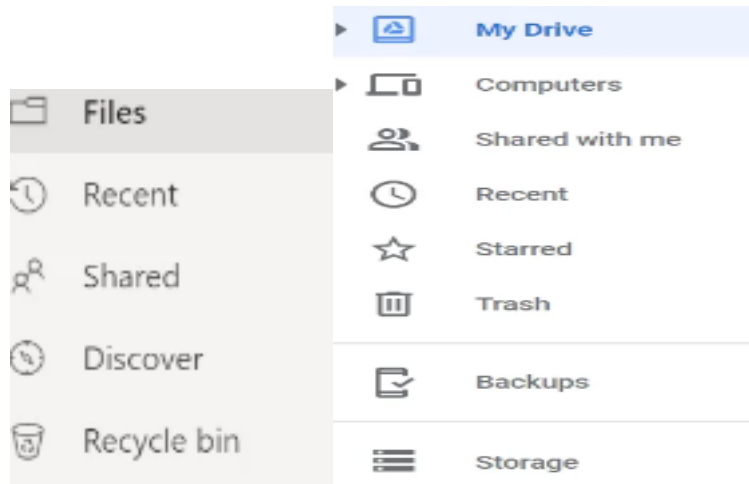 Files
Recent
Shared
Discover
Recycle bin
My Drive
Computers
Shared with me
Recent
Starred
Trash
Backups
Storage